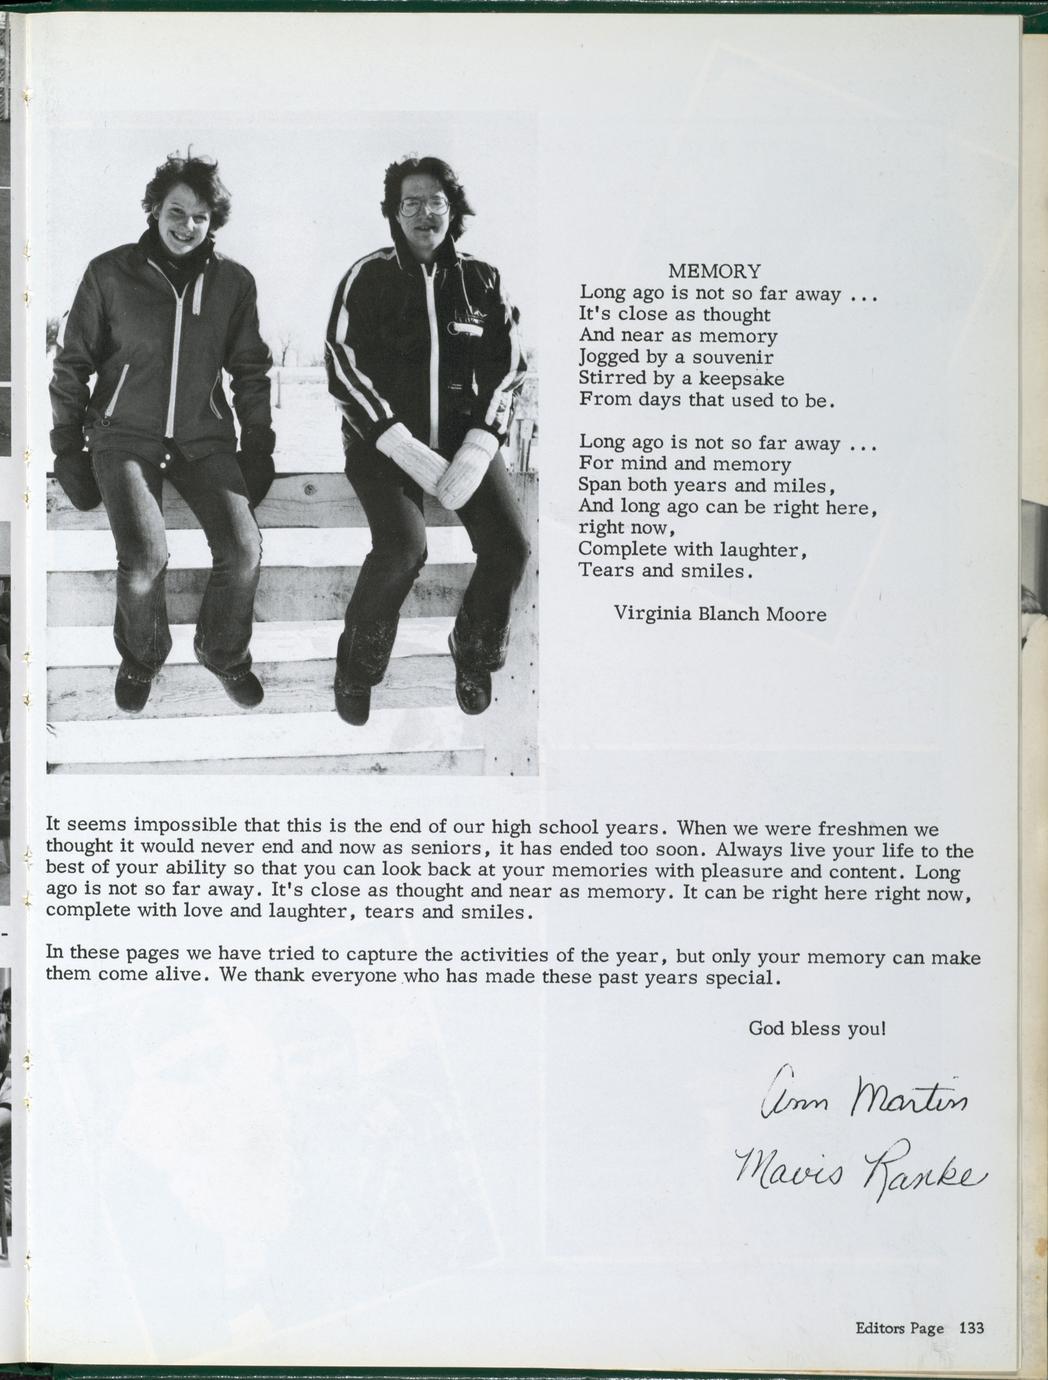 MEMORY
Long ago is not so far away ...
It's close as thought
And near as memory
Jogged by a souvenir
Stirred by a keepsake
From days that used to be.
Long ago is not so far away ...
For mind and memory
Span both years and miles,
And long ago can be right here,
right now,
Complete with laughter,
Tears and smiles.
Virginia Blanch Moore
It seems impossible that this is the end of our high school years. When we were freshmen we
thought it would never end and now as seniors, it has ended too soon. Always live your life to the
best of your ability so that you can look back at your memories with pleasure and content. Long
ago is not so far away. It's close as thought and near as memory. It can be right here right now,
complete with love and laughter, tears and smiles.
In these pages we have tried to capture the activities of the year, but only your memory can make
them come alive. We thank everyone who has made these past years special.
God bless you!
Ann Martin
Mavis Ranke
Editors Page 133